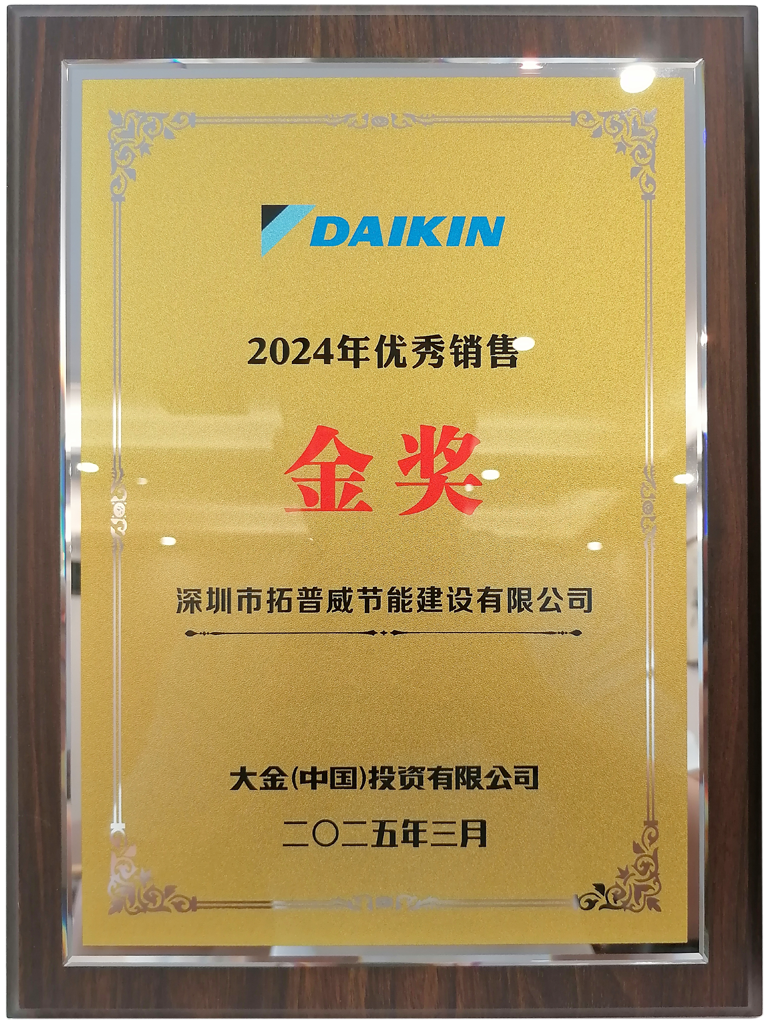 DAIKIN
2024年优秀销售
金奖
深圳市拓普威节能建设有限公司
大金(中国)投资有限公司
二〇二五年三月